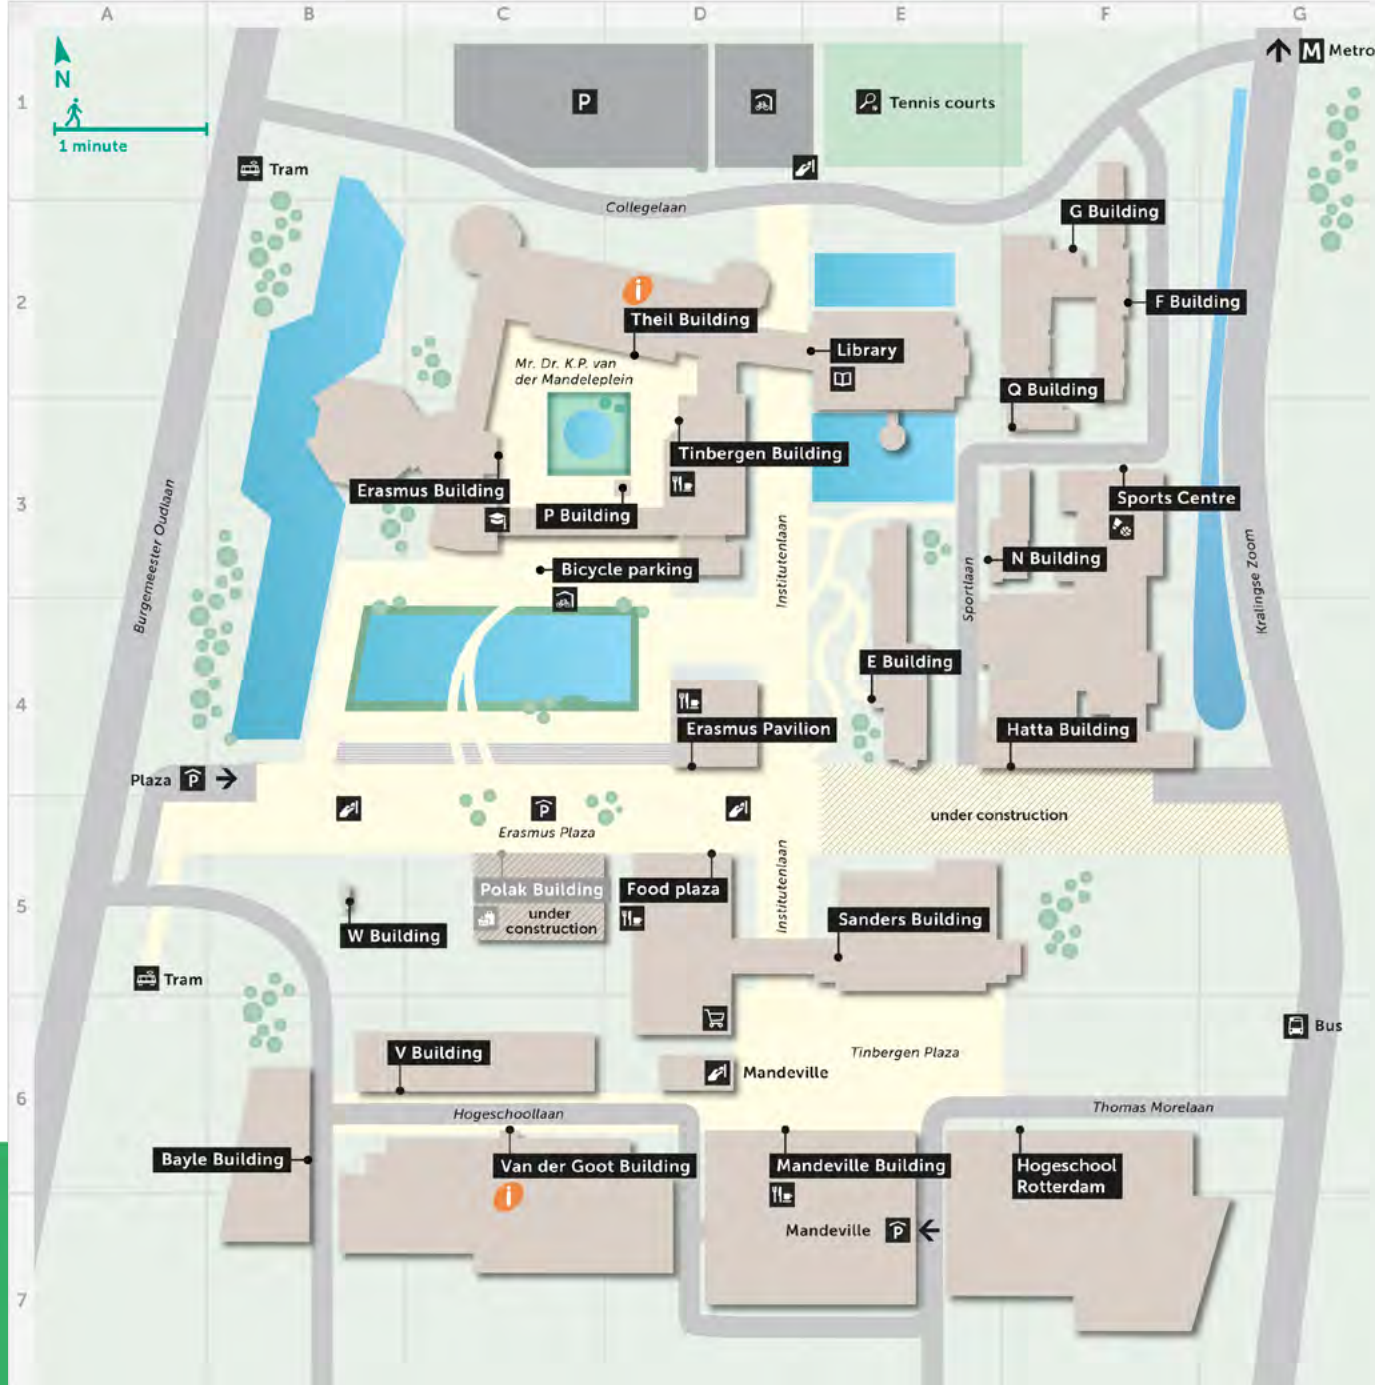 A B C D E F G
N
1 minute
1
P
Tennis courts
M Metro
Tram
Collegelaan
G Building
2
i
Theil Building
F Building
Library
Mr. Dr. K.P. van
der Mandeleplein
Q Building
Tinbergen Building
Erasmus Building
Sports Centre
3
P Building
Burgemeester Oudlaan
Bicycle parking
Institutenlaan
Sportlaan
N Building
Kralingse Zoom
E Building
4
Erasmus Pavilion
Hatta Building
Plaza P
P
Erasmus Plaza
under construction
Institutenlaan
Polak Building
under
construction
Food plaza
5
W Building
Sanders Building
Tram
Bus
V Building
Tinbergen Plaza
Mandeville
6
Hogeschoollaan
Thomas Morelaan
Bayle Building
Van der Goot Building
i
Mandeville Building
Hogeschool
Rotterdam
Mandeville P
7